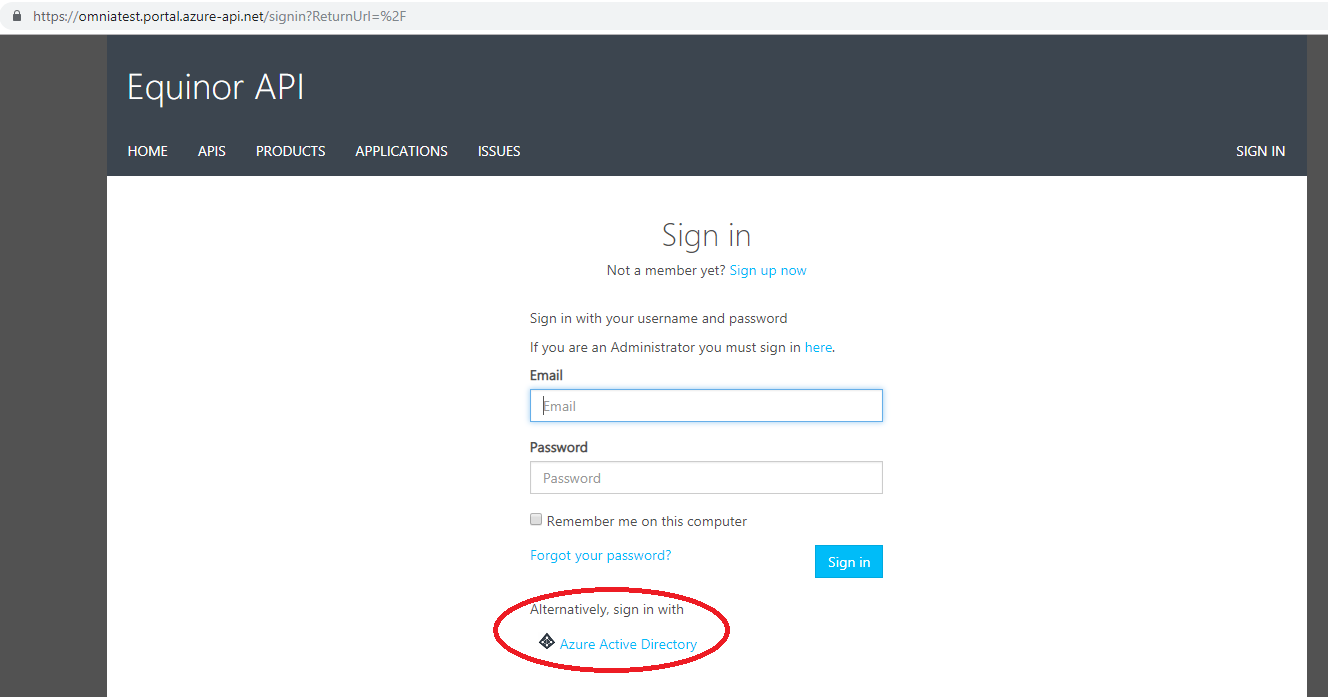 https://omniatest.portal.azure-api.net/signin?ReturnUrl=%2F
Equinor API
HOME APIS PRODUCTS APPLICATIONS ISSUES SIGN IN
Sign in
Not a member yet? Sign up now
Sign in with your username and password
If you are an Administrator you must sign in here.
Email
Email
Password
Password
Remember me on this computer
Forgot your password? Sign in
Alternatively, sign in with
Azure Active Directory